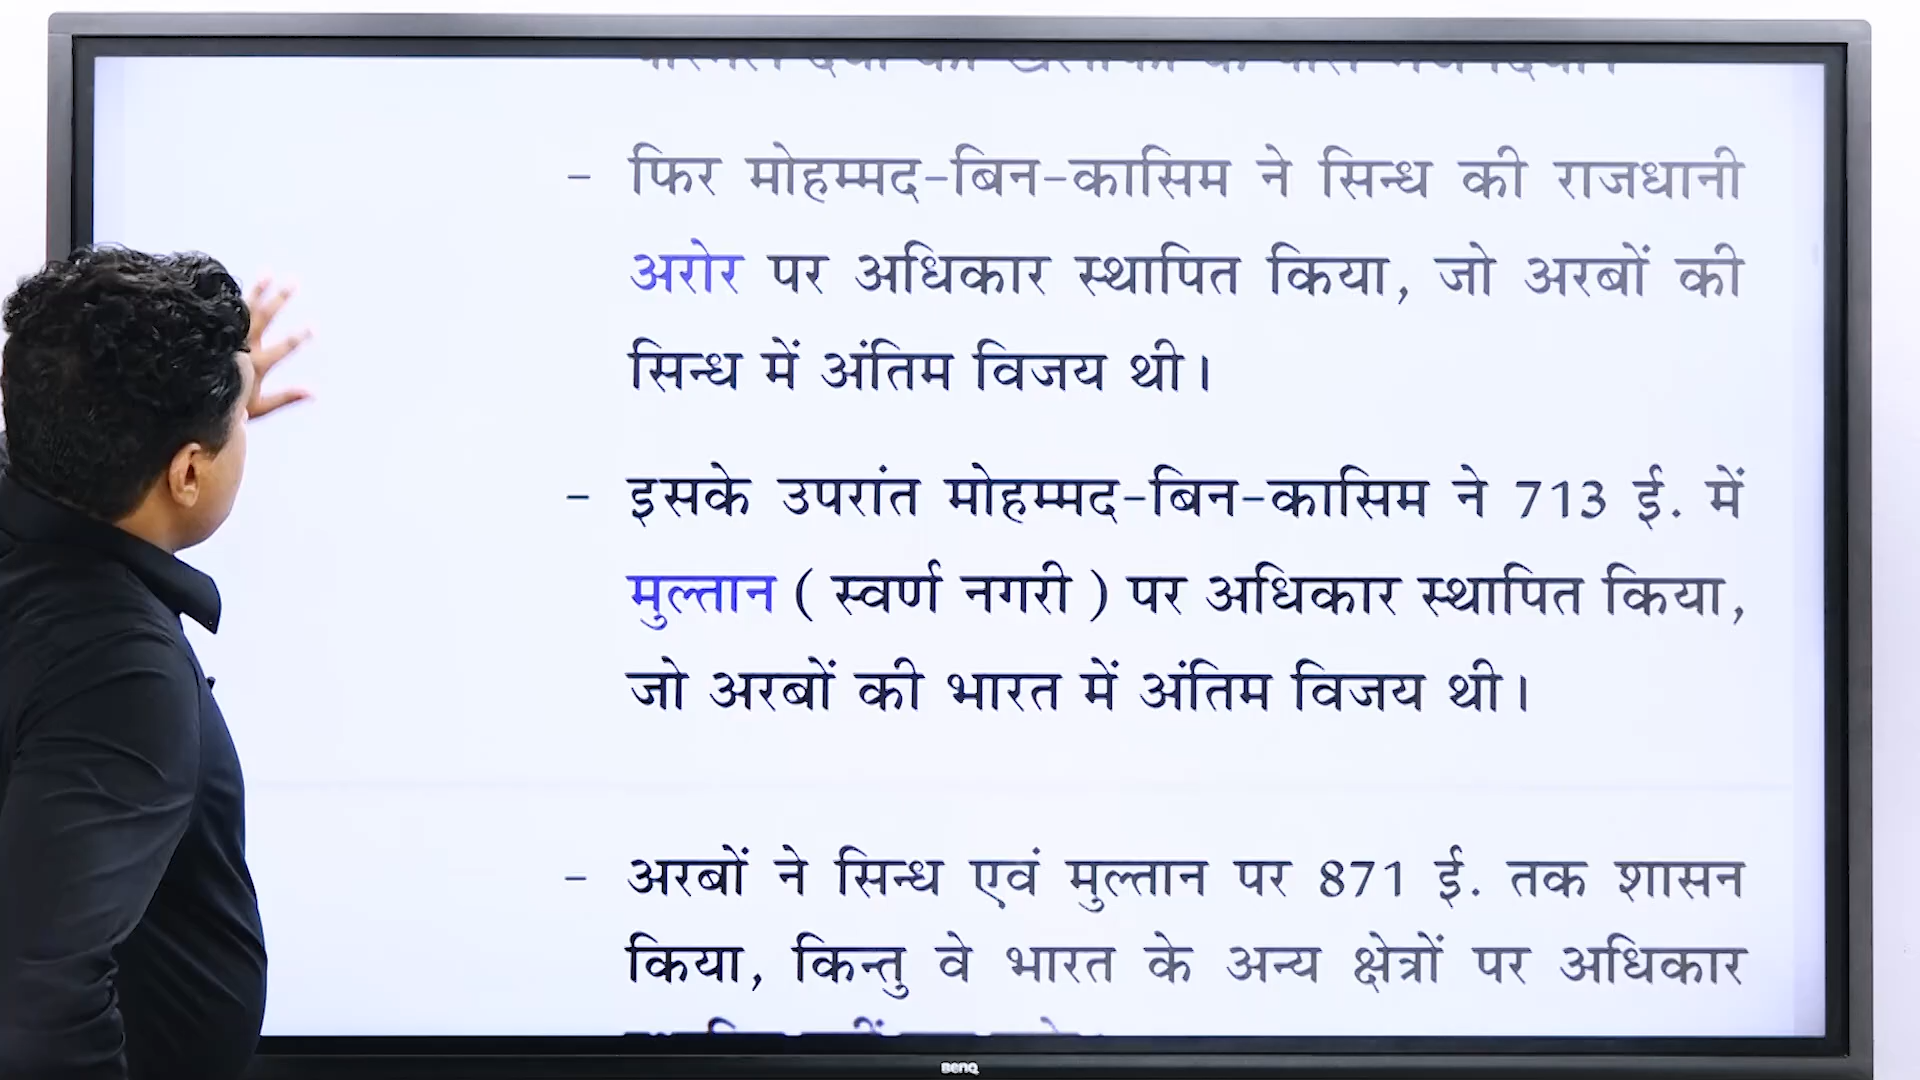 - फिर मोहम्मद-बिन-कासिम ने सिन्ध की राजधानी
अरोर पर अधिकार स्थापित किया, जो अरबों की
सिन्ध में अंतिम विजय थी।
- इसके उपरांत मोहम्मद-बिन-कासिम ने 713 ई. में
मुल्तान ( स्वर्ण नगरी ) पर अधिकार स्थापित किया,
जो अरबों की भारत में अंतिम विजय थी।
- अरबों ने सिन्ध एवं मुल्तान पर 871 ई. तक शासन
किया, किन्तु वे भारत के अन्य क्षेत्रों पर अधिकार
BenQ